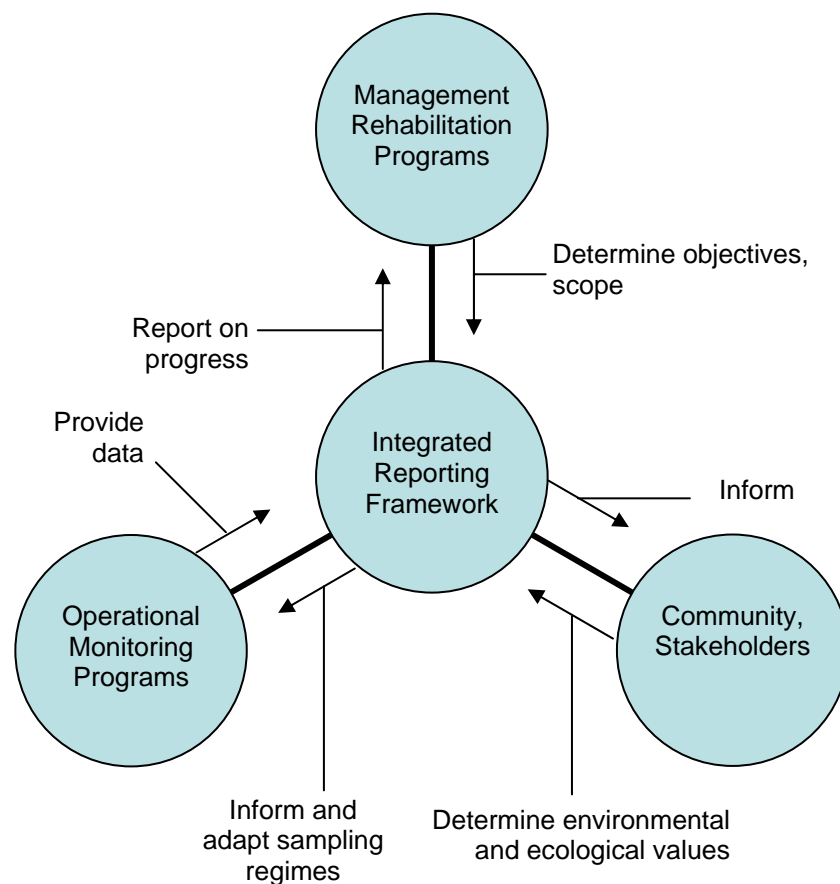 Management
Rehabilitation
Programs
Determine objectives,
scope
Report on
progress
Provide
data
Integrated
Reporting
Framework
Inform
Operational
Monitoring
Programs
Community,
Stakeholders
Inform and
adapt sampling
regimes
Determine environmental
and ecological values